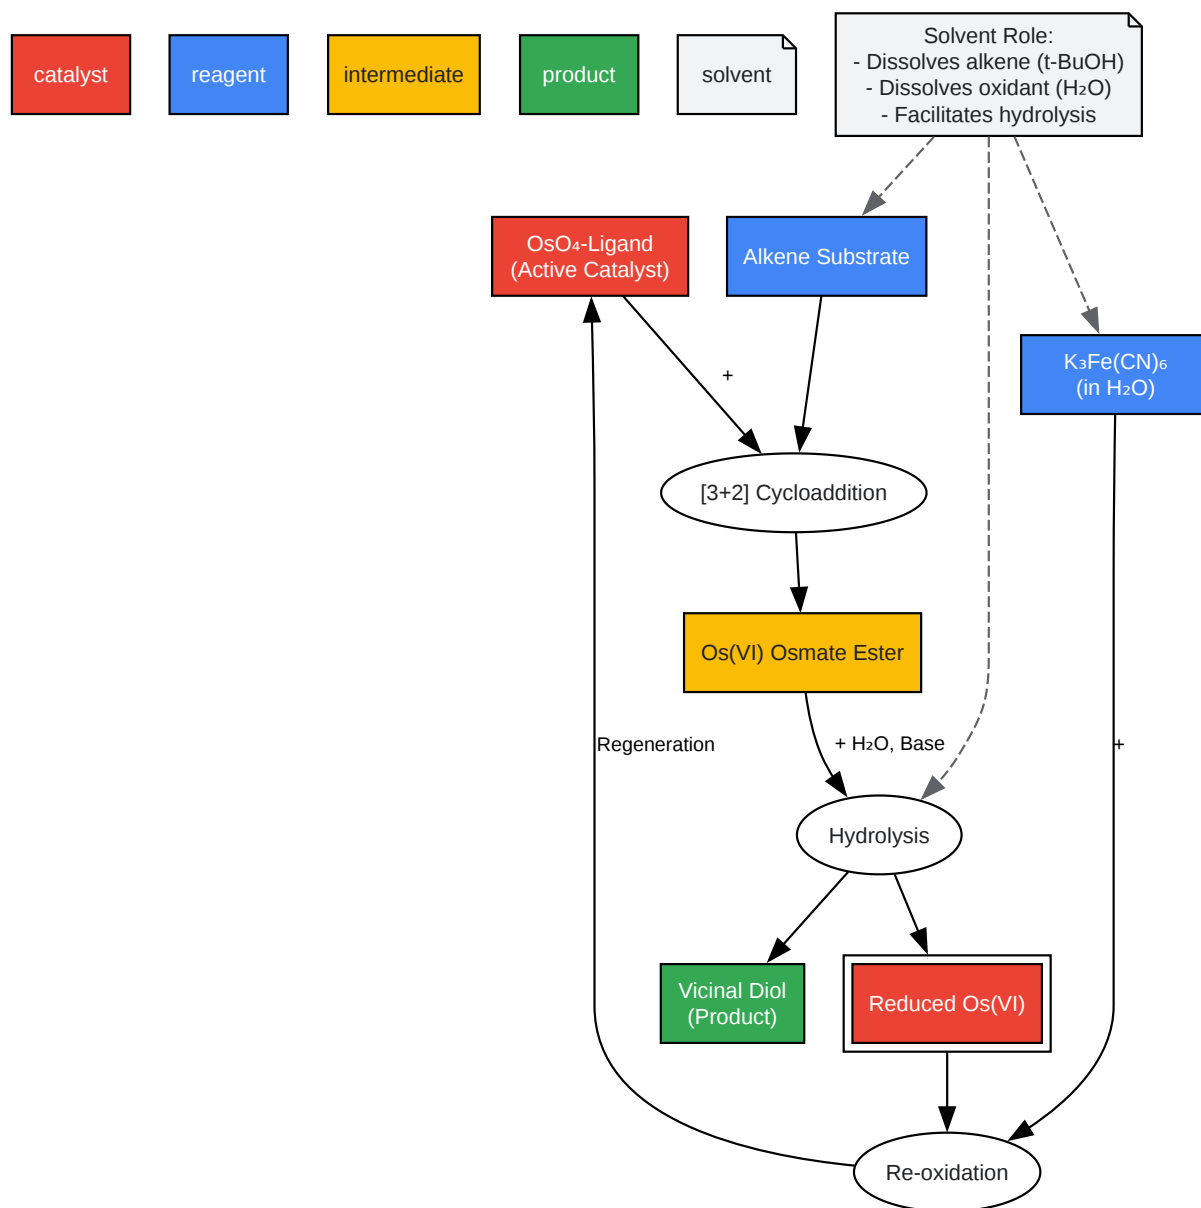 catalyst
reagent
intermediate
product
solvent
Solvent Role:
- Dissolves alkene (t-BuOH)
- Dissolves oxidant (H₂O)
- Facilitates hydrolysis
OsO₄-Ligand
(Active Catalyst)
Alkene Substrate
K₃Fe(CN)₆
(in H₂O)
+
[3+2] Cycloaddition
Os(VI) Osmate Ester
Regeneration
+ H₂O, Base
+
Hydrolysis
Vicinal Diol
(Product)
Reduced Os(VI)
Re-oxidation